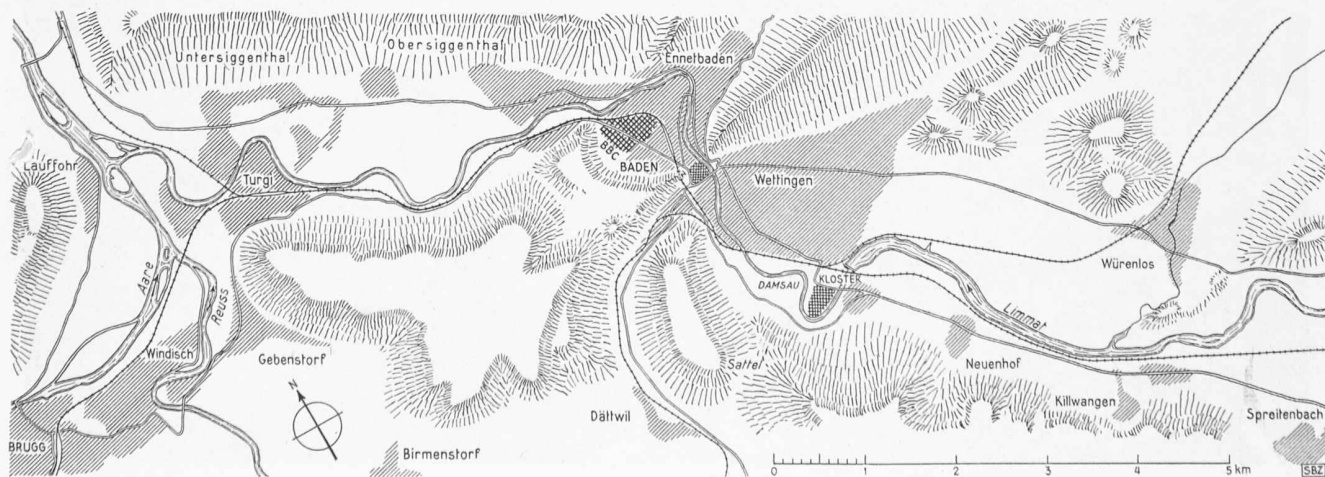 Untersiggenthal
Obersiggenthal
Ennetbaden
Lauffohr
Turgi
BBC
BADEN
Wettingen
Aare
Reuss
DAMSAU
KLOSTER
Würenlos
Limmat
Windisch
Gebenstorf
Sattel
Neuenhof
Killwangen
Spreitenbach
N
Dättwil
BRUGG
Birmenstorf
0 1 2 3 4 5 km
SBZ